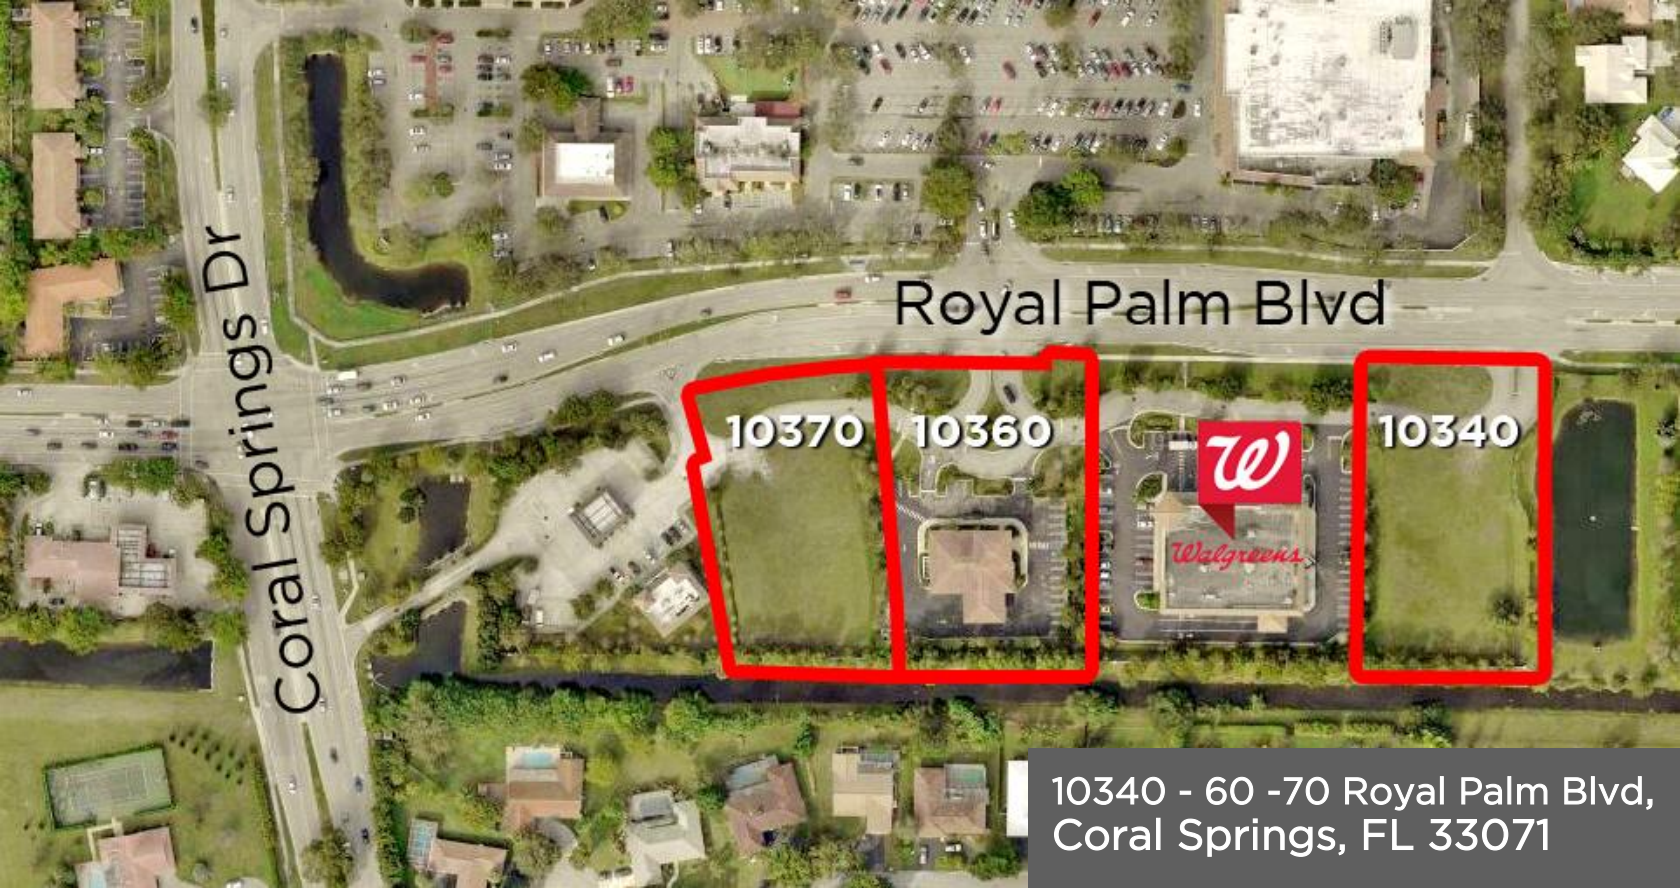 Coral Springs Dr
Royal Palm Blvd
10370
10360
W
Walgreens
10340
10340 - 60 -70 Royal Palm Blvd,
Coral Springs, FL 33071